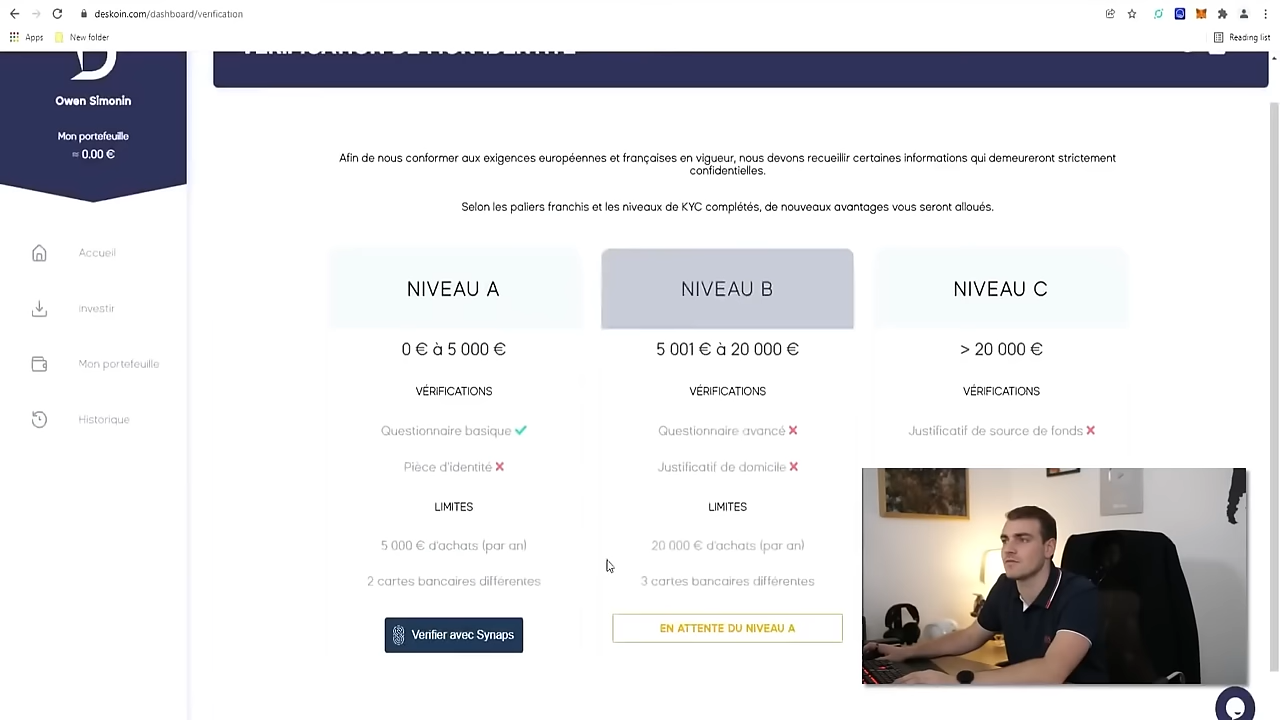 deskoin.com/dashboard/verification
Apps
New folder
Reading list
Owen Simonin
Mon portefeuille
≈ 0.00 €
Accueil
Investir
Mon portefeuille
Historique
VÉRIFICATION DE MON IDENTITÉ
Afin de nous conformer aux exigences européennes et françaises en vigueur, nous devons recueillir certaines informations qui demeureront strictement
confidentielles.
Selon les paliers franchis et les niveaux de KYC complétés, de nouveaux avantages vous seront alloués.
NIVEAU A
0 € à 5 000 €
VÉRIFICATIONS
Questionnaire basique
Pièce d'identité
LIMITES
5 000 € d'achats (par an)
2 cartes bancaires différentes
Verifier avec Synaps
NIVEAU B
5 001 € à 20 000 €
VÉRIFICATIONS
Questionnaire avancé
Justificatif de domicile
LIMITES
20 000 € d'achats (par an)
3 cartes bancaires différentes
EN ATTENTE DU NIVEAU A
NIVEAU C
> 20 000 €
VÉRIFICATIONS
Justificatif de source de fonds